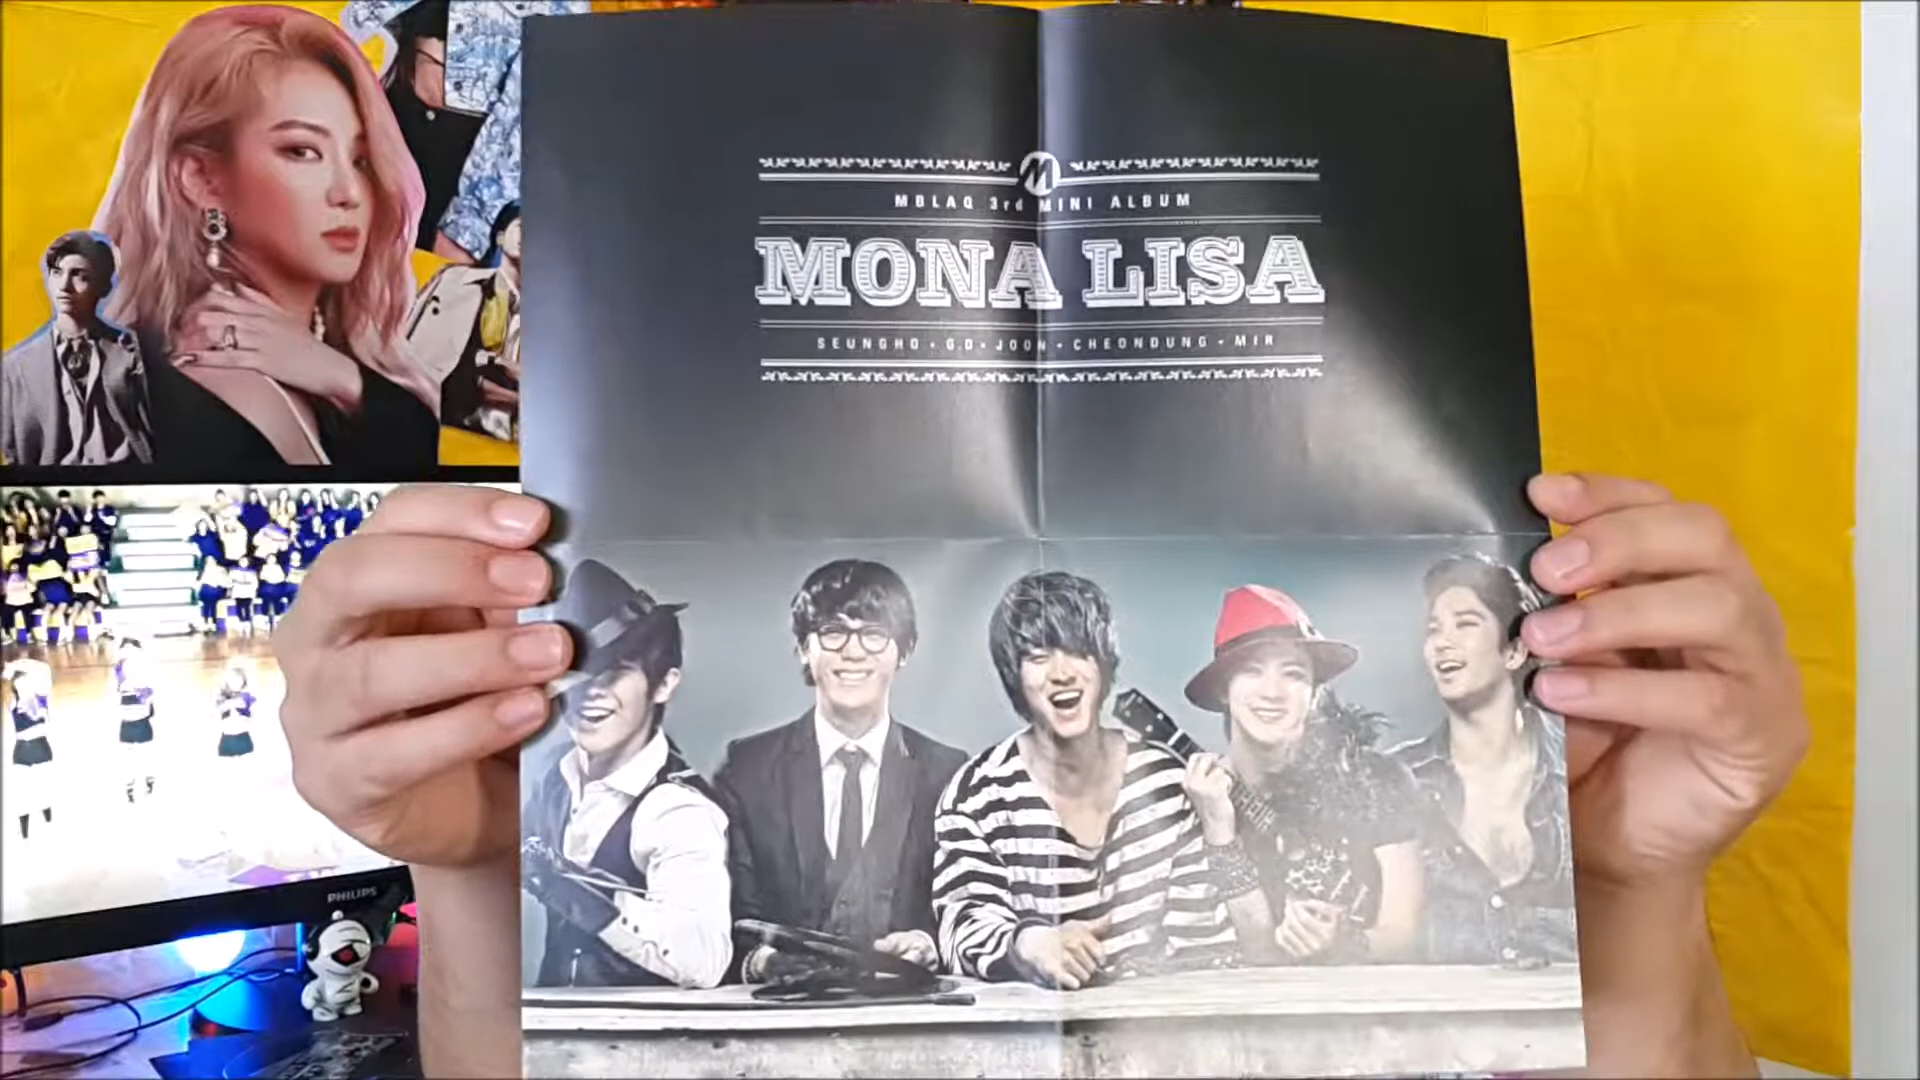 M
MBLAQ 3rd MINI ALBUM
MONA LISA
SEUNGHO • G.O • JOON • CHEONDUNG • MIR
PHILIPS